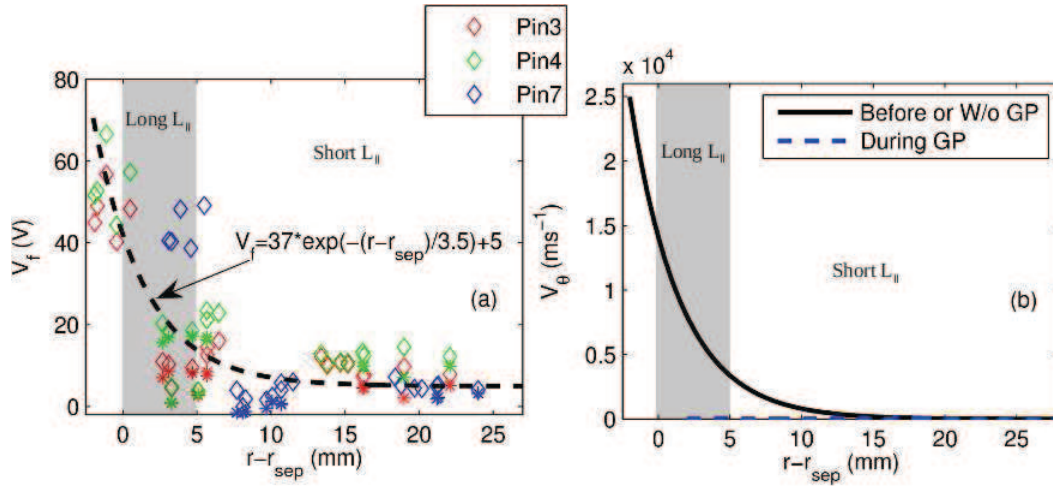 Pin3
Pin4
Pin7
80
60
40
20
0
V_f (V)
Long L_||
Short L_||
V_f=37*exp(−(r−r_sep)/3.5)+5
(a)
0 5 10 15 20 25
r−r_sep (mm)
x 10^4
2.5
2
1.5
1
0.5
0
V_θ (ms^−1)
Before or W/o GP
During GP
Long L_||
Short L_||
(b)
0 5 10 15 20 25
r−r_sep (mm)